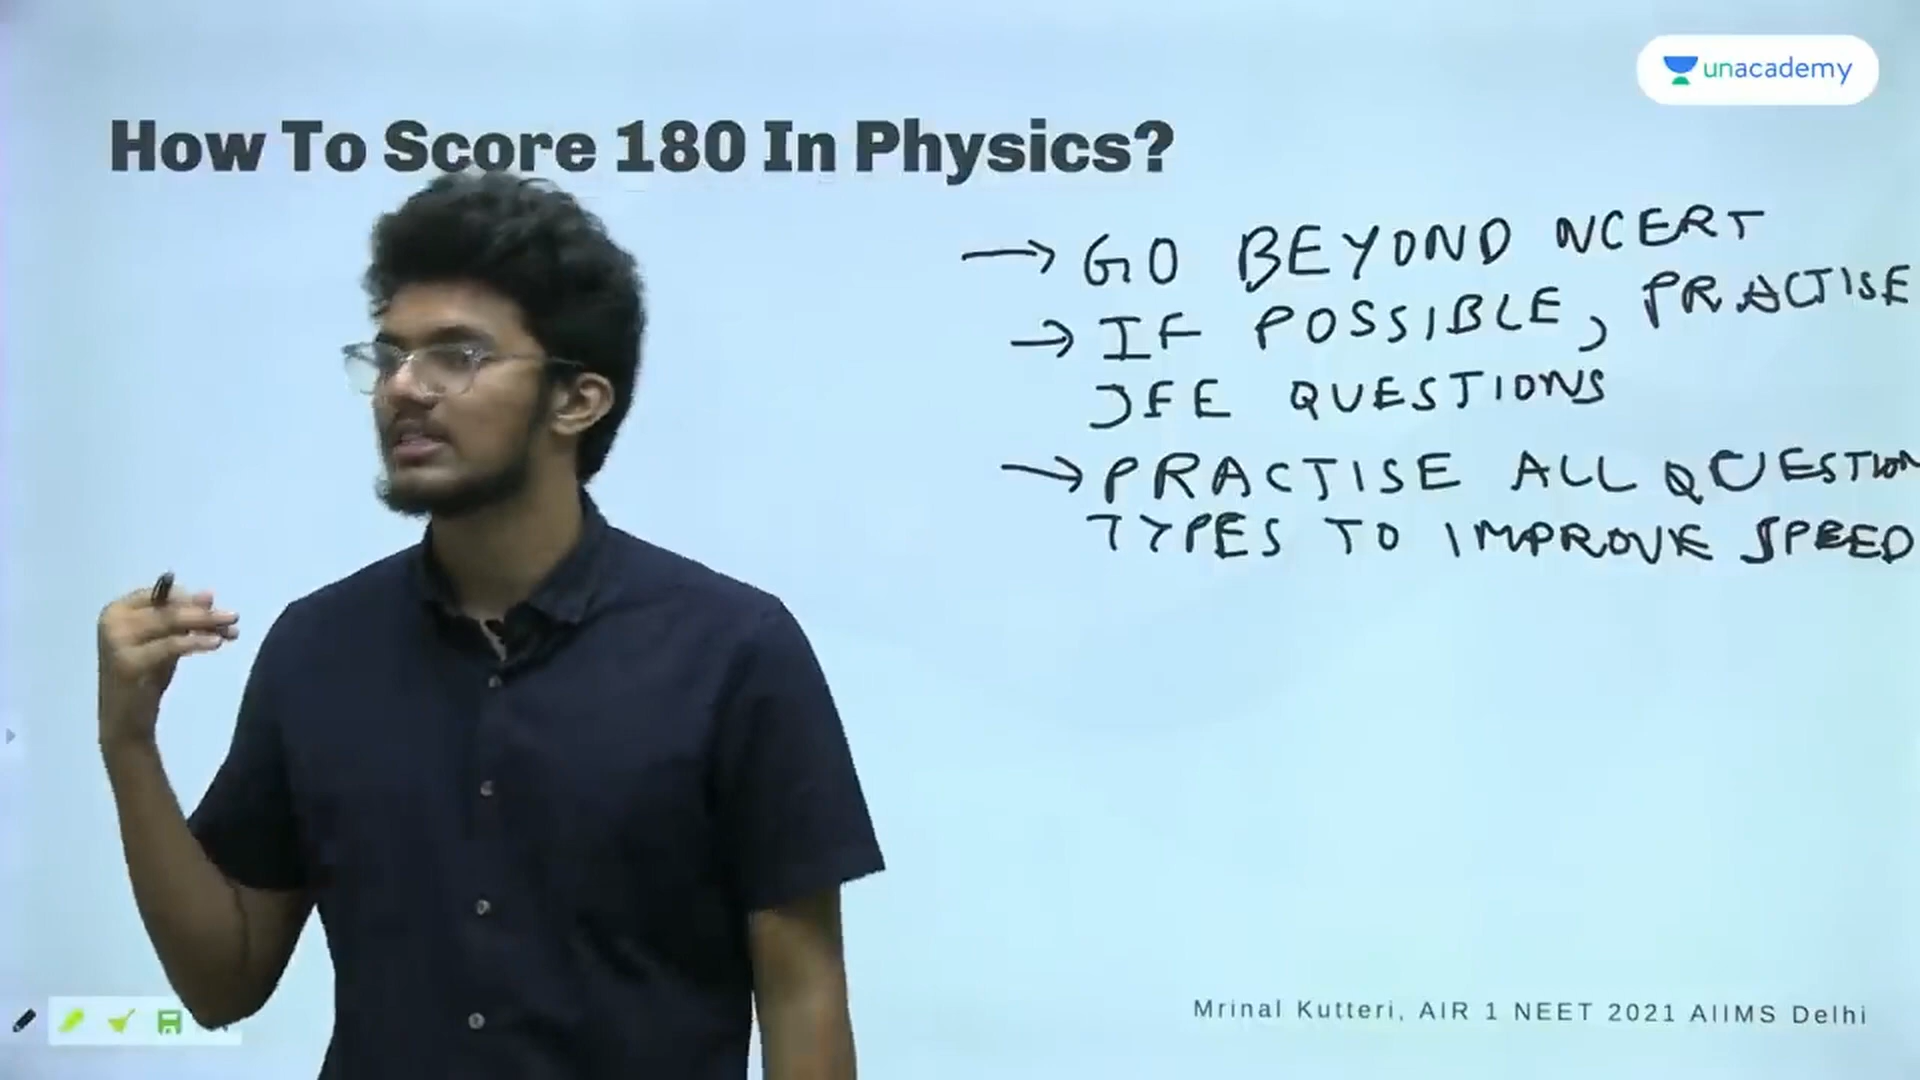 unacademy
How To Score 180 In Physics?
→ GO BEYOND NCERT
→ IF POSSIBLE, PRACTISE
JEE QUESTIONS
→ PRACTISE ALL QUESTION
TYPES TO IMPROVE SPEED
Mrinal Kutteri, AIR 1 NEET 2021 AIIMS Delhi